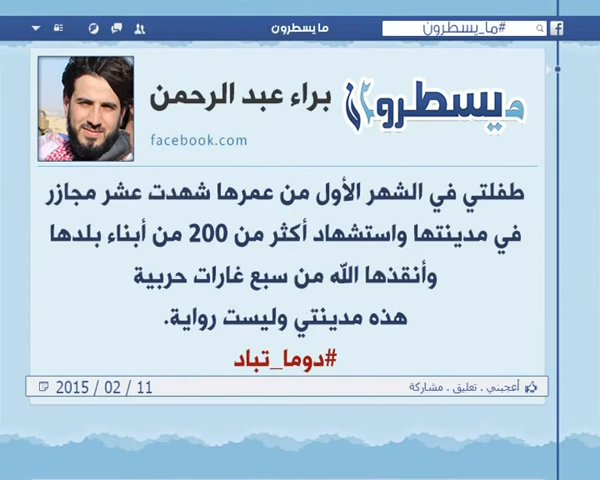 ما يسطرون
#ما_يسطرون
ما يسطرون
براء عبد الرحمن
facebook.com
طفلتي في الشهر الأول من عمرها شهدت عشر مجازر
في مدينتها واستشهاد أكثر من 200 من أبناء بلدها
وأنقذها الله من سبع غارات حربية
هذه مدينتي وليست رواية.
#دوما_تباد
أعجبني . تعليق . مشاركة
2015 / 02 / 11